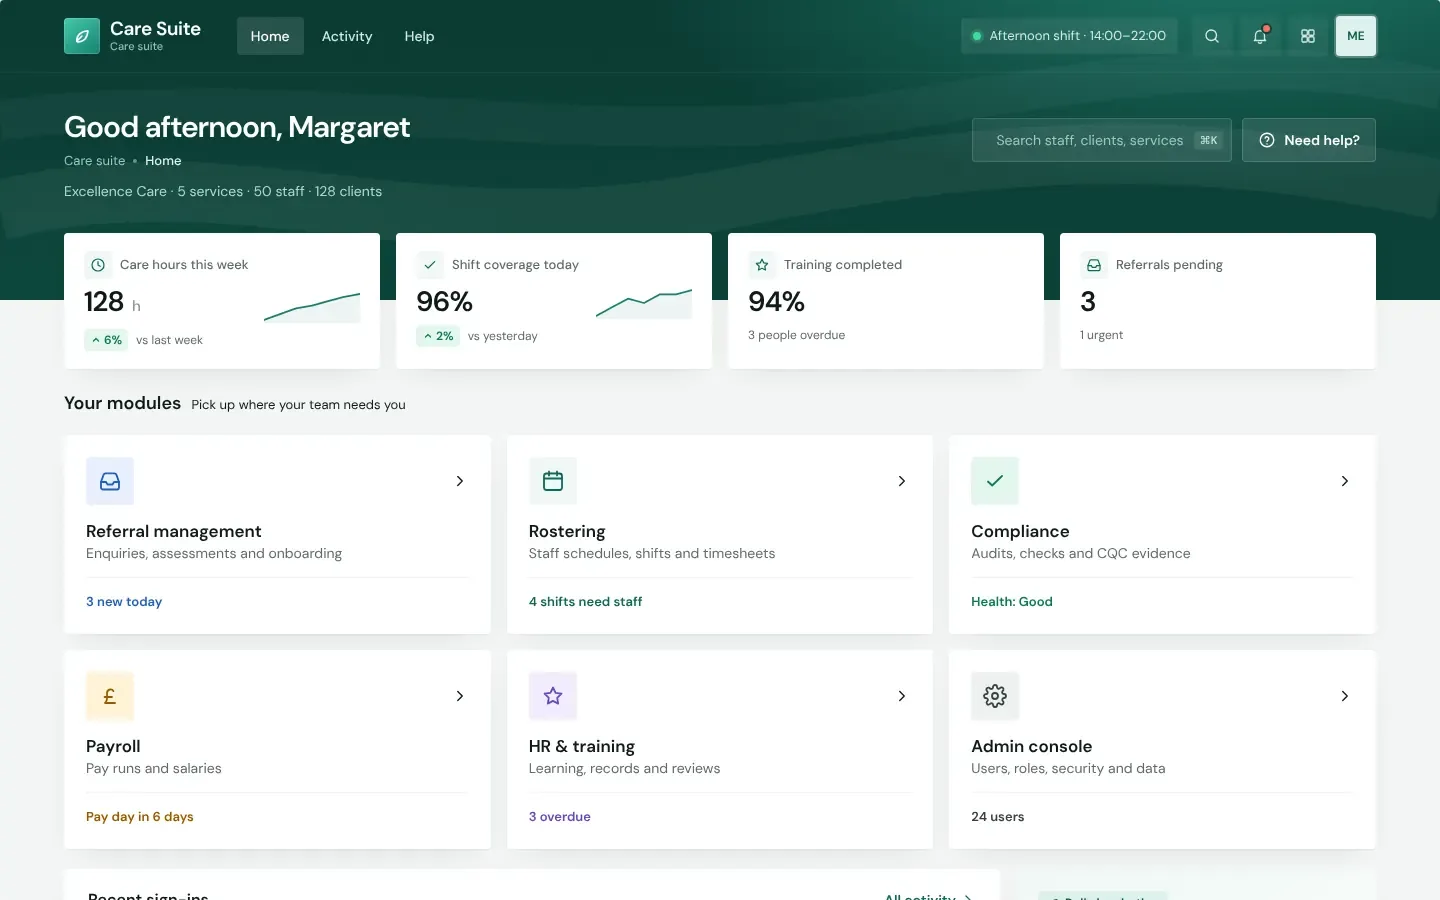 Care Suite
Care suite
Home
Activity
Help
Afternoon shift · 14:00–22:00
ME
Good afternoon, Margaret
Care suite • Home
Excellence Care · 5 services · 50 staff · 128 clients
Search staff, clients, services ⌘K
Need help?
Care hours this week
128 h
6% vs last week
Shift coverage today
96%
2% vs yesterday
Training completed
94%
3 people overdue
Referrals pending
3
1 urgent
Your modules Pick up where your team needs you
Referral management
Enquiries, assessments and onboarding
3 new today
Rostering
Staff schedules, shifts and timesheets
4 shifts need staff
Compliance
Audits, checks and CQC evidence
Health: Good
£
Payroll
Pay runs and salaries
Pay day in 6 days
HR & training
Learning, records and reviews
3 overdue
Admin console
Users, roles, security and data
24 users
Recent sign-ins
All activity